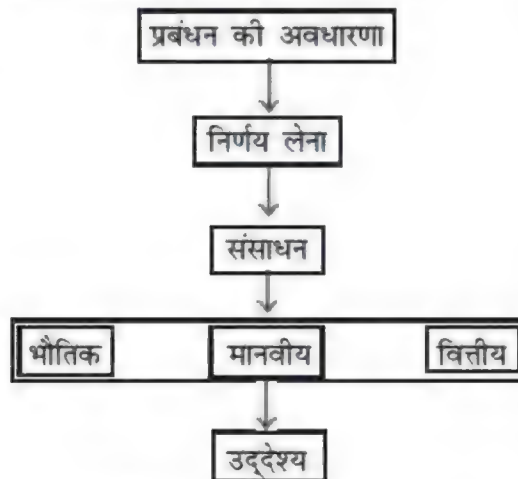 प्रबंधन की अवधारणा
निर्णय लेना
संसाधन
भौतिक मानवीय वित्तीय
उद्‌देश्य